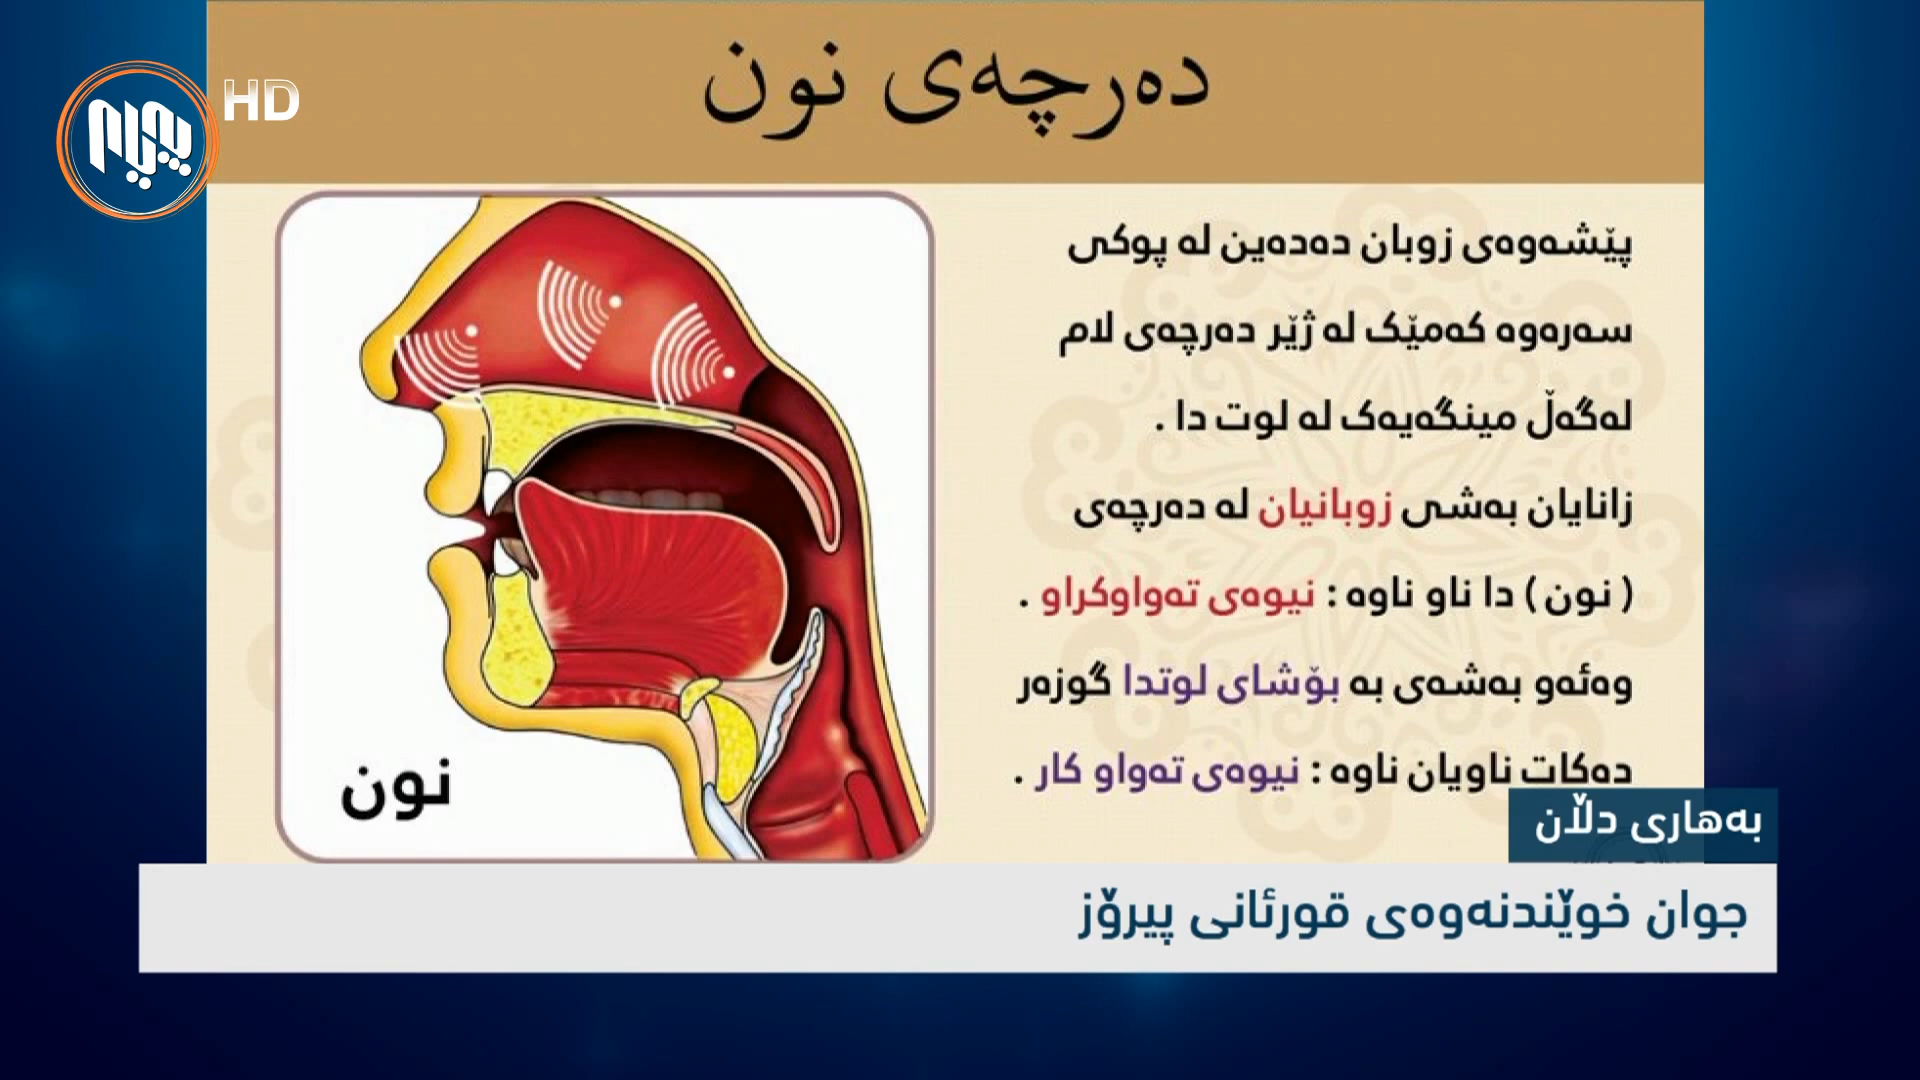 دەرچەی نون
پەیام
HD
پێشەوەی زوبان دەدەین لە پوکی
سەرەوە کەمێک لە ژێر دەرچەی لام
لەگەڵ مینگەیەک لە لوت دا .
زانایان بەشی زوبانیان لە دەرچەی
( نون ) دا ناو ناوە : نیوەی تەواوکراو .
وەئەو بەشەی بە بۆشای لوتدا گوزەر
دەکات ناویان ناوە : نیوەی تەواو کار .
نون
بەهاری دڵان
جوان خوێندنەوەی قورئانی پیرۆز